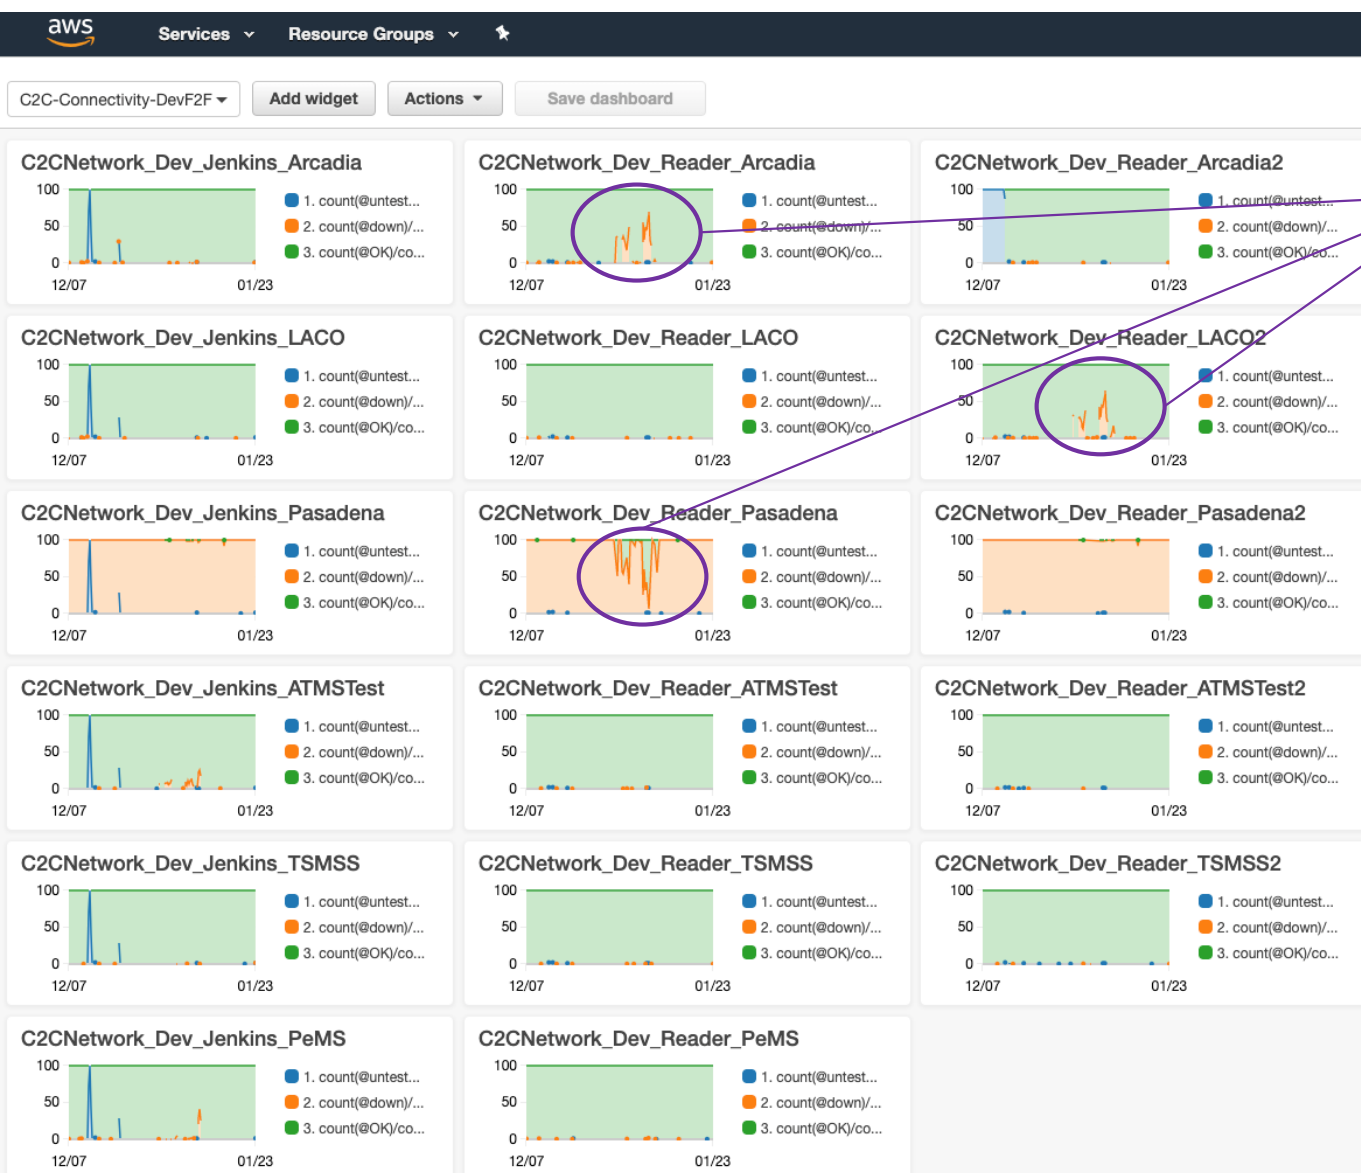 aws
Services
Resource Groups
C2C-Connectivity-DevF2F
Add widget
Actions
Save dashboard
C2CNetwork_Dev_Jenkins_Arcadia
100
50
0
12/07
01/23
1. count(@untest...
2. count(@down)/...
3. count(@OK)/co...
C2CNetwork_Dev_Reader_Arcadia
100
50
0
12/07
01/23
1. count(@untest...
2. count(@down)/...
3. count(@OK)/co...
C2CNetwork_Dev_Reader_Arcadia2
100
50
0
12/07
01/23
1. count(@untest...
2. count(@down)/...
3. count(@OK)/co...
C2CNetwork_Dev_Jenkins_LACO
100
50
0
12/07
01/23
1. count(@untest...
2. count(@down)/...
3. count(@OK)/co...
C2CNetwork_Dev_Reader_LACO
100
50
0
12/07
01/23
1. count(@untest...
2. count(@down)/...
3. count(@OK)/co...
C2CNetwork_Dev_Reader_LACO2
100
50
0
12/07
01/23
1. count(@untest...
2. count(@down)/...
3. count(@OK)/co...
C2CNetwork_Dev_Jenkins_Pasadena
100
50
0
12/07
01/23
1. count(@untest...
2. count(@down)/...
3. count(@OK)/co...
C2CNetwork_Dev_Reader_Pasadena
100
50
0
12/07
01/23
1. count(@untest...
2. count(@down)/...
3. count(@OK)/co...
C2CNetwork_Dev_Reader_Pasadena2
100
50
0
12/07
01/23
1. count(@untest...
2. count(@down)/...
3. count(@OK)/co...
C2CNetwork_Dev_Jenkins_ATMSTest
100
50
0
12/07
01/23
1. count(@untest...
2. count(@down)/...
3. count(@OK)/co...
C2CNetwork_Dev_Reader_ATMSTest
100
50
0
12/07
01/23
1. count(@untest...
2. count(@down)/...
3. count(@OK)/co...
C2CNetwork_Dev_Reader_ATMSTest2
100
50
0
12/07
01/23
1. count(@untest...
2. count(@down)/...
3. count(@OK)/co...
C2CNetwork_Dev_Jenkins_TSMSS
100
50
0
12/07
01/23
1. count(@untest...
2. count(@down)/...
3. count(@OK)/co...
C2CNetwork_Dev_Reader_TSMSS
100
50
0
12/07
01/23
1. count(@untest...
2. count(@down)/...
3. count(@OK)/co...
C2CNetwork_Dev_Reader_TSMSS2
100
50
0
12/07
01/23
1. count(@untest...
2. count(@down)/...
3. count(@OK)/co...
C2CNetwork_Dev_Jenkins_PeMS
100
50
0
12/07
01/23
1. count(@untest...
2. count(@down)/...
3. count(@OK)/co...
C2CNetwork_Dev_Reader_PeMS
100
50
0
12/07
01/23
1. count(@untest...
2. count(@down)/...
3. count(@OK)/co...